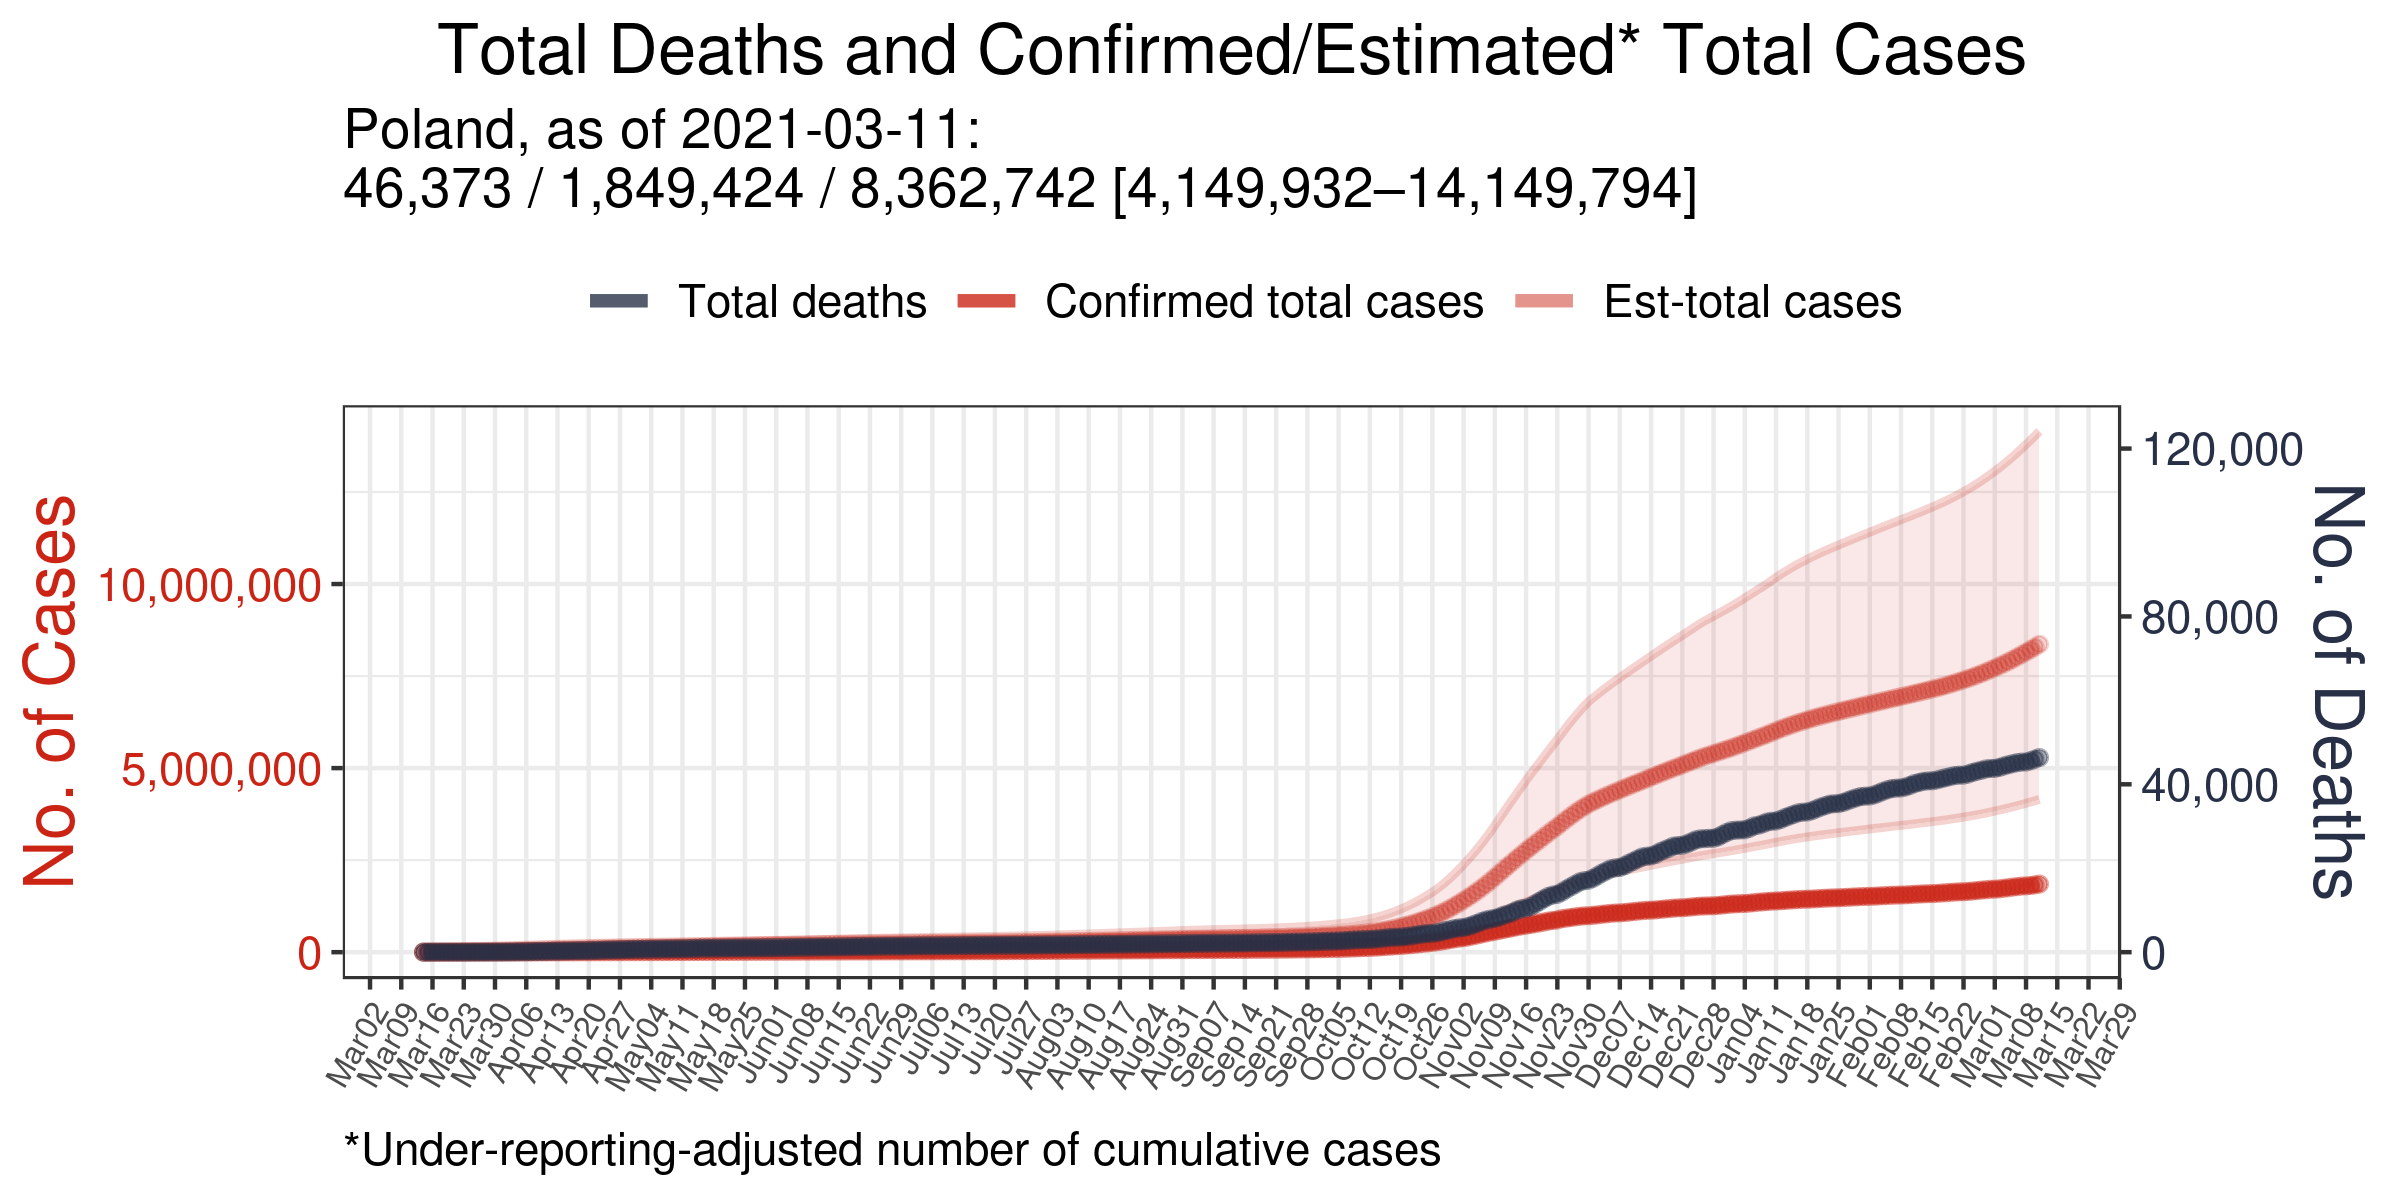 Total Deaths and Confirmed/Estimated* Total Cases
Poland, as of 2021-03-11:
46,373 / 1,849,424 / 8,362,742 [4,149,932–14,149,794]
Total deaths
Confirmed total cases
Est-total cases
No. of Cases
10,000,000
5,000,000
0
120,000
80,000
40,000
0
No. of Deaths
Mar02
Mar09
Mar16
Mar23
Mar30
Apr06
Apr13
Apr20
Apr27
May04
May11
May18
May25
Jun01
Jun08
Jun15
Jun22
Jun29
Jul06
Jul13
Jul20
Jul27
Aug03
Aug10
Aug17
Aug24
Aug31
Sep07
Sep14
Sep21
Sep28
Oct05
Oct12
Oct19
Oct26
Nov02
Nov09
Nov16
Nov23
Nov30
Dec07
Dec14
Dec21
Dec28
Jan04
Jan11
Jan18
Jan25
Feb01
Feb08
Feb15
Feb22
Mar01
Mar08
Mar15
Mar22
Mar29
*Under-reporting-adjusted number of cumulative cases